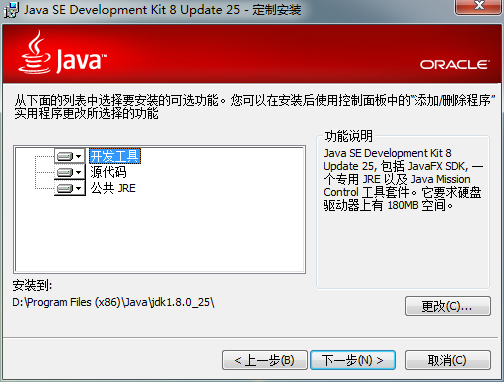 Java SE Development Kit 8 Update 25 - 定制安装
Java™
ORACLE
从下面的列表中选择要安装的可选功能。您可以在安装后使用控制面板中的“添加/删除程序”
实用程序更改所选择的功能
开发工具
源代码
公共 JRE
功能说明
Java SE Development Kit 8
Update 25, 包括 JavaFX SDK, 一
个专用 JRE 以及 Java Mission
Control 工具套件。它要求硬盘
驱动器上有 180MB 空间。
安装到:
D:\Program Files (x86)\Java\jdk1.8.0_25\
更改(C)...
< 上一步(B)
下一步(N) >
取消(C)